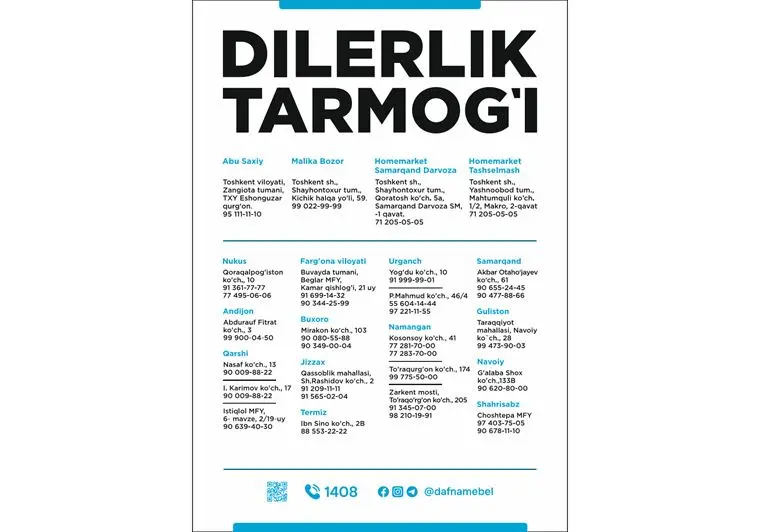 DILERLIK
TARMOG'I
Abu Saxiy
Toshkent viloyati,
Zangiota tumani,
TXY Eshonguzar
qurg'on.
95 111-11-10
Malika Bozor
Toshkent sh.,
Shayhontoxur tum.,
Kichik halqa yo'li, 59.
99 022-99-99
Homemarket
Samarqand Darvoza
Toshkent sh.,
Shayhontoxur tum.,
Qoratosh ko'ch. 5a,
Samarqand Darvoza SM,
-1 qavat.
71 205-05-05
Homemarket
Tashselmash
Toshkent sh.,
Yashnoobod tum.,
Mahtumquli ko'ch.
1/2, Makro, 2-qavat
71 205-05-05
Nukus
Qoraqalpog'iston
ko'ch., 10
91 361-77-77
77 495-06-06
Andijon
Abdurauf Fitrat
ko'ch., 3
99 900-04-50
Qarshi
Nasaf ko'ch., 13
90 009-88-22
I. Karimov ko'ch., 17
90 009-88-22
Istiqlol MFY,
6- mavze, 2/19-uy
90 639-40-30
Farg'ona viloyati
Buvayda tumani,
Beglar MFY,
Kamar qishlog'i, 21 uy
91 699-14-32
90 344-25-99
Buxoro
Mirakon ko'ch., 103
90 080-55-88
90 349-00-04
Jizzax
Qassoblik mahallasi,
Sh.Rashidov ko'ch., 2
91 209-11-11
91 565-02-04
Termiz
Ibn Sino ko'ch., 2B
88 553-22-22
Urganch
Yog'du ko'ch., 10
91 999-99-01
P.Mahmud ko'ch., 46/4
55 604-14-44
97 221-11-55
Namangan
Kosonsoy ko'ch., 41
77 281-70-00
77 283-70-00
To'raqurg'on ko'ch., 174
99 775-50-00
Zarkent mosti,
To'raqo'rg'on ko'ch., 205
91 345-07-00
98 210-19-91
Samarqand
Akbar Otaho'jayev
ko'ch., 61
90 655-24-45
90 477-88-66
Guliston
Taraqqiyot
mahallasi, Navoiy
ko`ch., 28
99 473-90-03
Navoiy
G'alaba Shox
ko'ch.,133B
90 620-80-00
Shahrisabz
Choshtepa MFY
97 403-75-05
90 678-11-10
1408
@dafnamebel